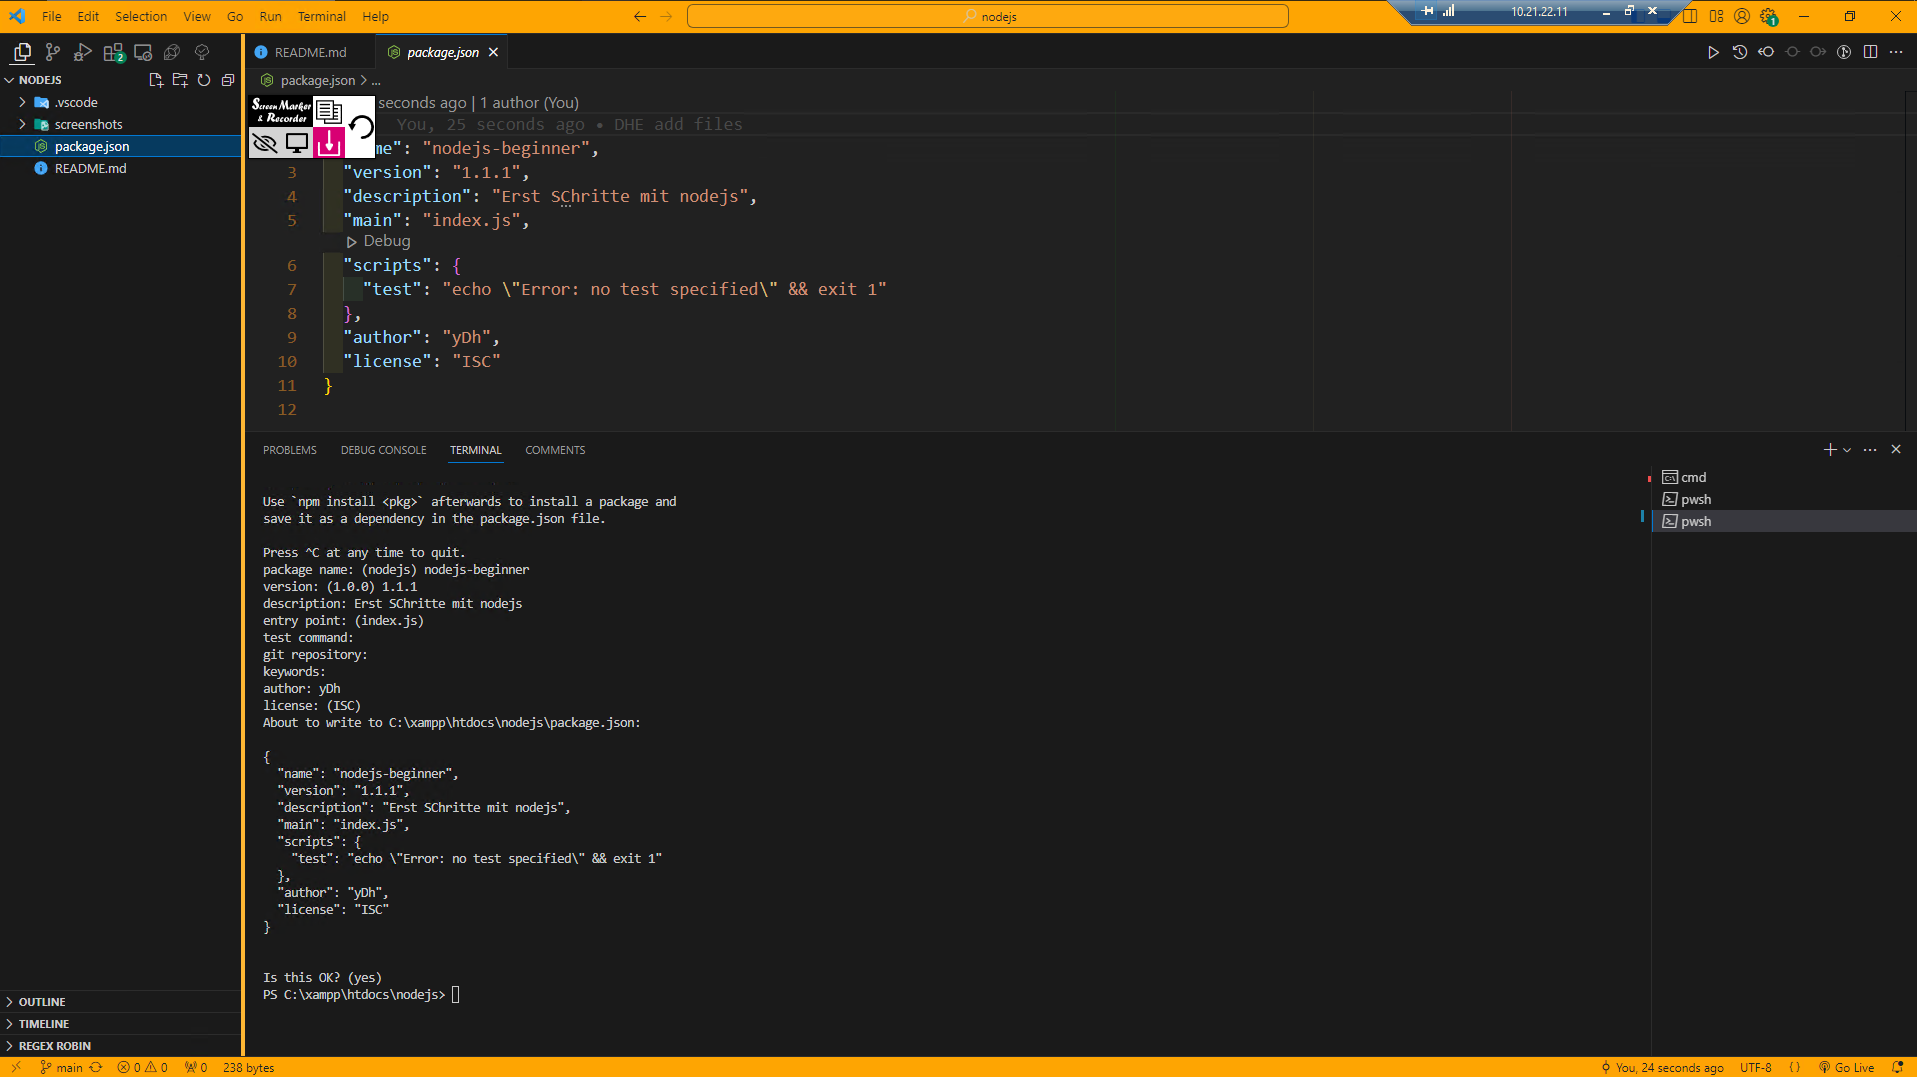 File Edit Selection View Go Run Terminal Help
nodejs
10.21.22.11
1
2
NODEJS
.vscode
screenshots
package.json
README.md
README.md
package.json
package.json > ...
Screen Marker
& Recorder
seconds ago | 1 author (You)
You, 25 seconds ago • DHE add files
me": "nodejs-beginner",
3 "version": "1.1.1",
4 "description": "Erst SChritte mit nodejs",
5 "main": "index.js",
Debug
6 "scripts": {
7 "test": "echo \"Error: no test specified\" && exit 1"
8 },
9 "author": "yDh",
10 "license": "ISC"
11 }
12
PROBLEMS DEBUG CONSOLE TERMINAL COMMENTS
cmd
pwsh
pwsh
Use `npm install <pkg>` afterwards to install a package and
save it as a dependency in the package.json file.
Press ^C at any time to quit.
package name: (nodejs) nodejs-beginner
version: (1.0.0) 1.1.1
description: Erst SChritte mit nodejs
entry point: (index.js)
test command:
git repository:
keywords:
author: yDh
license: (ISC)
About to write to C:\xampp\htdocs\nodejs\package.json:
{
"name": "nodejs-beginner",
"version": "1.1.1",
"description": "Erst SChritte mit nodejs",
"main": "index.js",
"scripts": {
"test": "echo \"Error: no test specified\" && exit 1"
},
"author": "yDh",
"license": "ISC"
}
Is this OK? (yes)
PS C:\xampp\htdocs\nodejs>
OUTLINE
TIMELINE
REGEX ROBIN
main 0 0 0 238 bytes
You, 24 seconds ago UTF-8 {} Go Live